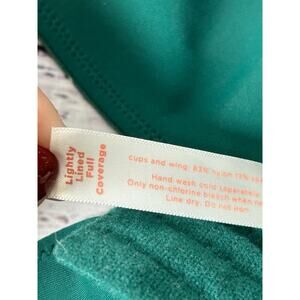 Lightly
Lined
Full
Coverage
cups and wing: 83% nylon 17%
Hand wash cold separately
Only non-chlorine bleach when
Line dry. Do not iron